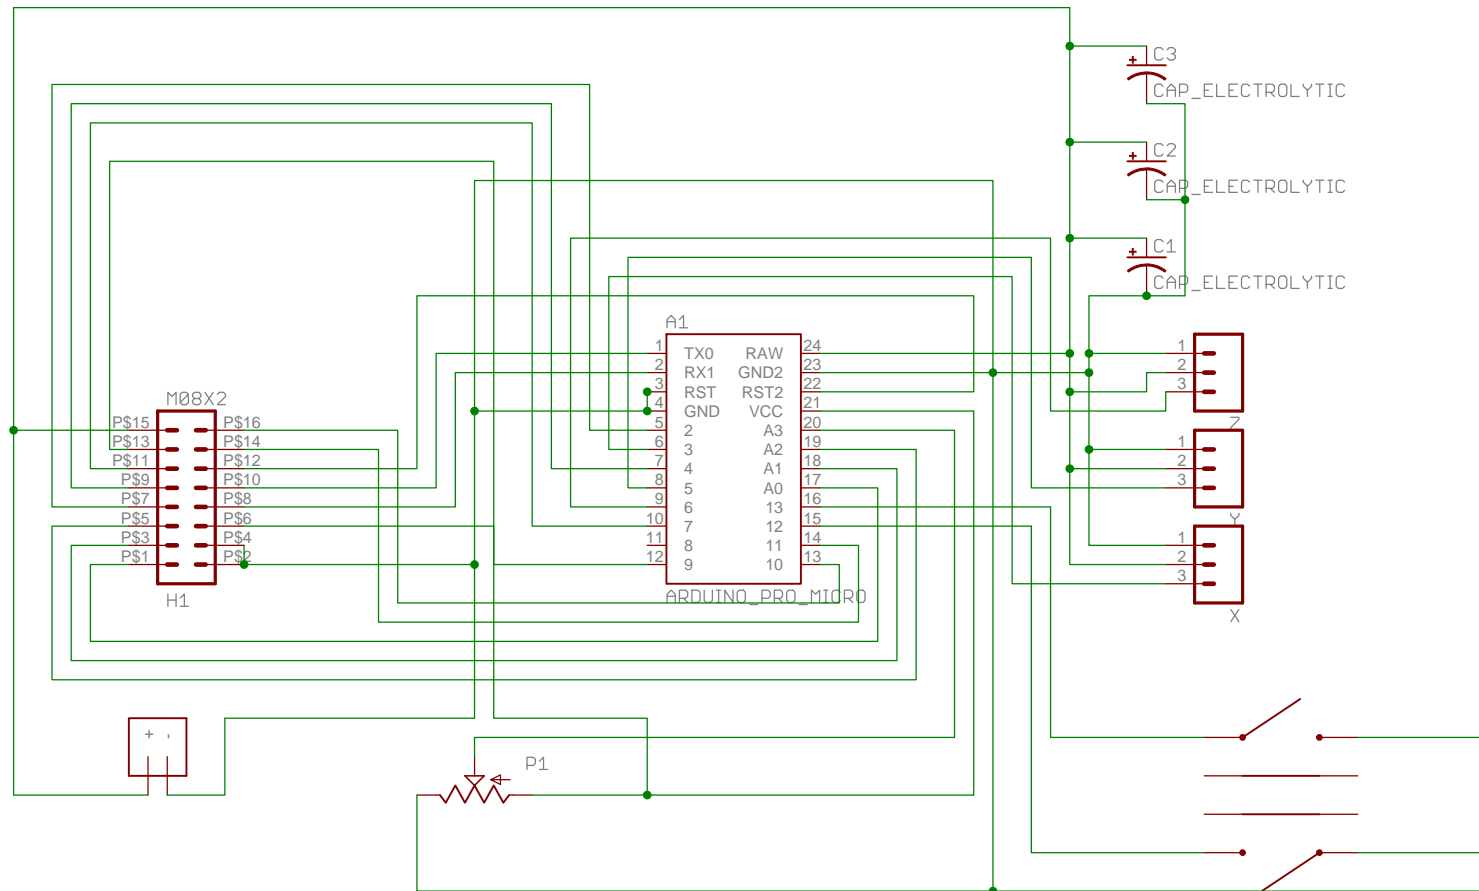 C3
CAP_ELECTROLYTIC
C2
CAP_ELECTROLYTIC
C1
CAP_ELECTROLYTIC
A1
1 TX0 RAW 24
2 RX1 GND2 23
3 RST RST2 22
4 GND VCC 21
5 2 A3 20
6 3 A2 19
7 4 A1 18
8 5 A0 17
9 6 13 16
10 7 12 15
11 8 11 14
12 9 10 13
ARDUINO_PRO_MICRO
M08X2
P$15 P$16
P$13 P$14
P$11 P$12
P$9 P$10
P$7 P$8
P$5 P$6
P$3 P$4
P$1 P$2
H1
1
2
3
Z
1
2
3
Y
1
2
3
X
+ -
P1